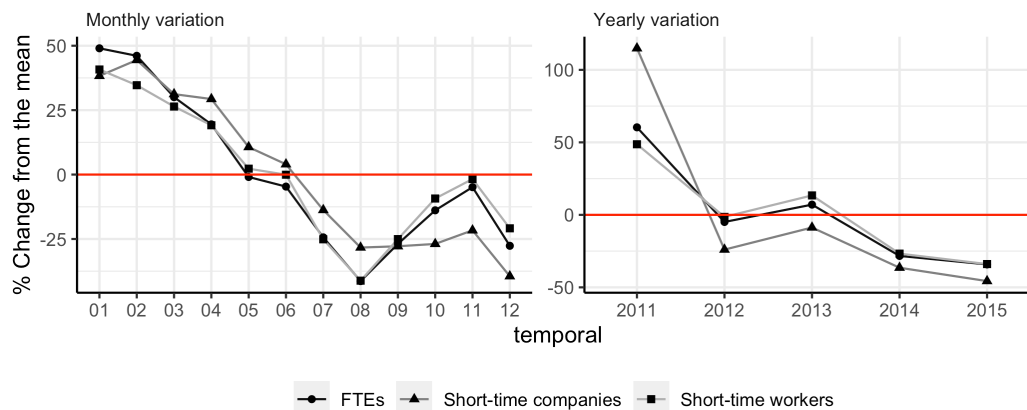 Monthly variation
Yearly variation
% Change from the mean
50
25
0
-25
100
50
0
-50
01 02 03 04 05 06 07 08 09 10 11 12
2011 2012 2013 2014 2015
temporal
FTEs Short-time companies Short-time workers